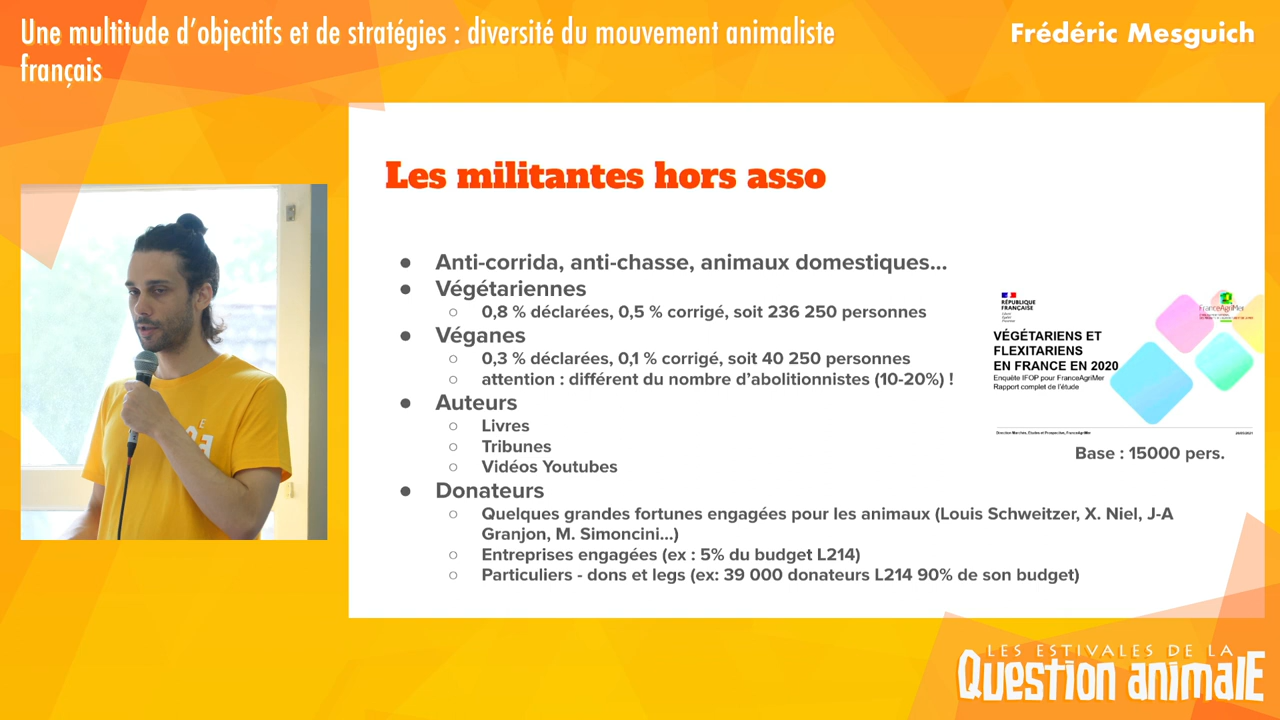 Une multitude d'objectifs et de stratégies : diversité du mouvement animaliste
français
Frédéric Mesguich
Les militantes hors asso
● Anti-corrida, anti-chasse, animaux domestiques...
● Végétariennes
○ 0,8 % déclarées, 0,5 % corrigé, soit 236 250 personnes
● Véganes
○ 0,3 % déclarées, 0,1 % corrigé, soit 40 250 personnes
○ attention : différent du nombre d'abolitionnistes (10-20%) !
● Auteurs
○ Livres
○ Tribunes
○ Vidéos Youtubes
● Donateurs
○ Quelques grandes fortunes engagées pour les animaux (Louis Schweitzer, X. Niel, J-A
Granjon, M. Simoncini...)
○ Entreprises engagées (ex : 5% du budget L214)
○ Particuliers - dons et legs (ex: 39 000 donateurs L214 90% de son budget)
RÉPUBLIQUE
FRANÇAISE
FranceAgriMer
VÉGÉTARIENS ET
FLEXITARIENS
EN FRANCE EN 2020
Enquête IFOP pour FranceAgriMer
Rapport complet de l'étude
Base : 15000 pers.
LES ESTIVALES DE LA
QUESTION ANIMALE